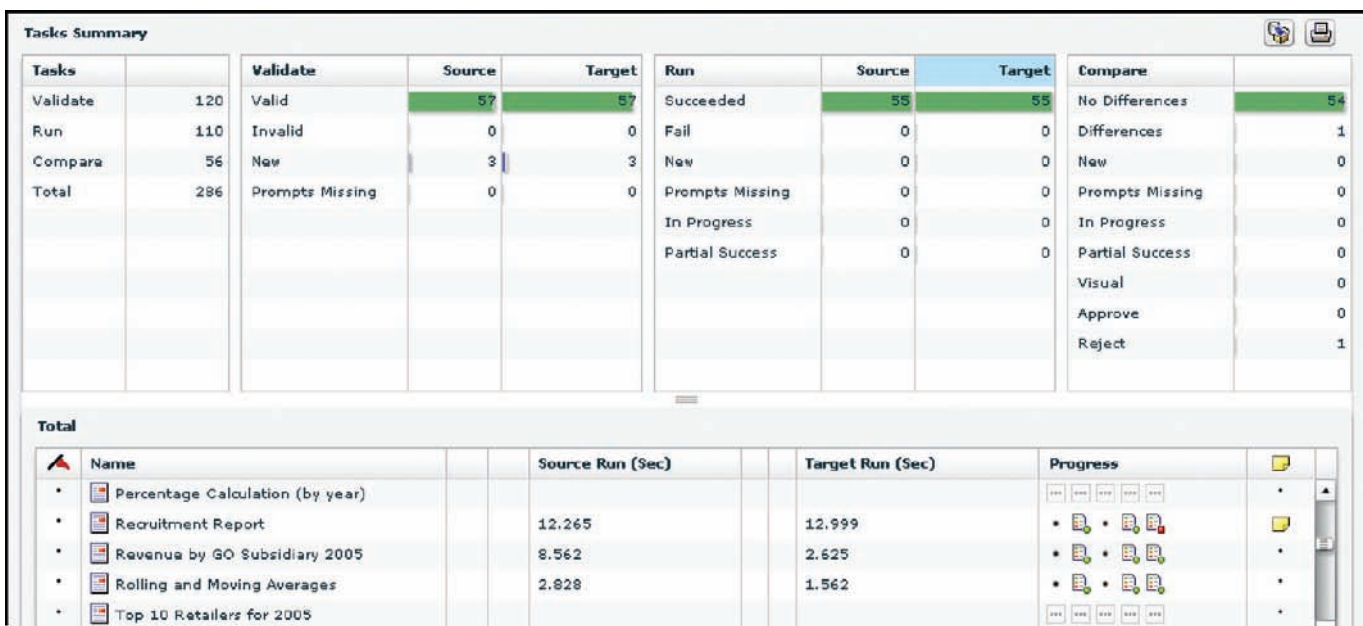 Tasks Summary
Tasks Validate Source Target Run Source Target Compare
Validate 120 Valid 57 57 Succeeded 55 55 No Differences 54
Run 110 Invalid 0 0 Fail 0 0 Differences 1
Compare 56 New 3 3 New 0 0 New 0
Total 286 Prompts Missing 0 0 Prompts Missing 0 0 Prompts Missing 0
In Progress 0 0 In Progress 0
Partial Success 0 0 Partial Success 0
Visual 0
Approve 0
Reject 1
Total
Name Source Run (Sec) Target Run (Sec) Progress
Percentage Calculation (by year)
Recruitment Report 12.265 12.999
Revenue by GO Subsidiary 2005 8.562 2.625
Rolling and Moving Averages 2.828 1.562
Top 10 Retailers for 2005